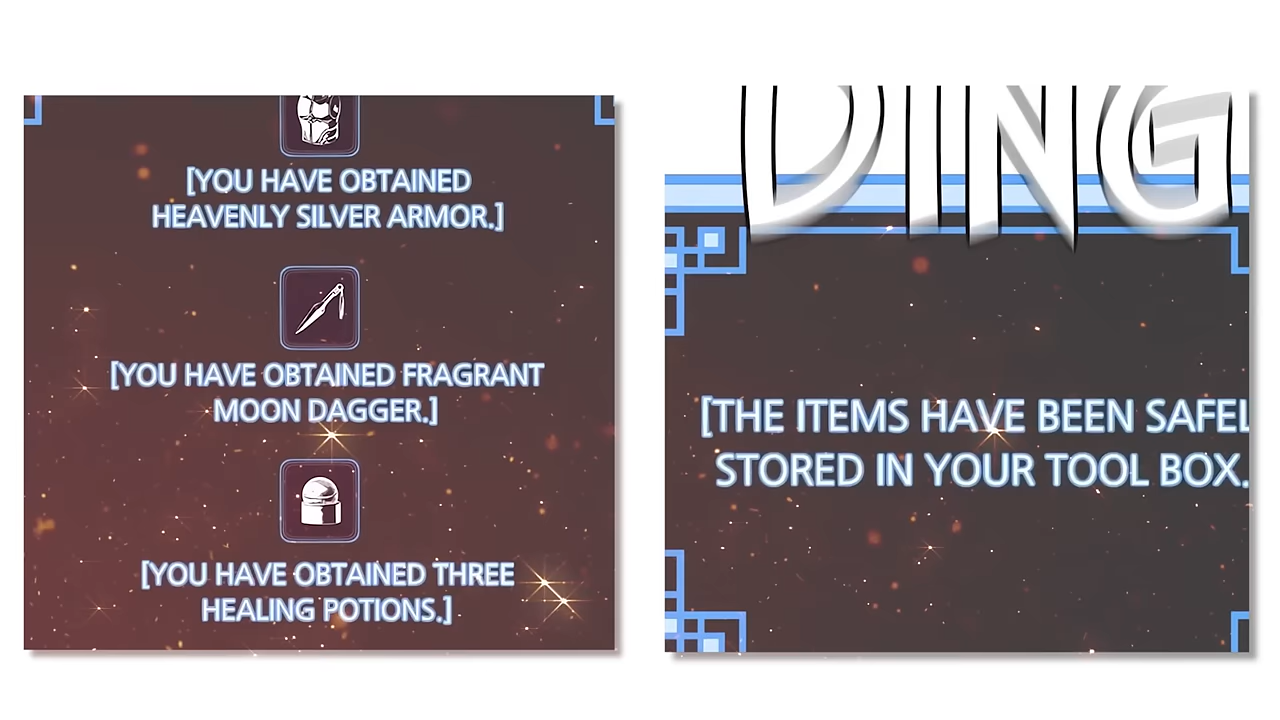 [YOU HAVE OBTAINED
HEAVENLY SILVER ARMOR.]
[YOU HAVE OBTAINED FRAGRANT
MOON DAGGER.]
[YOU HAVE OBTAINED THREE
HEALING POTIONS.]
DING
[THE ITEMS HAVE BEEN SAFEL
STORED IN YOUR TOOL BOX.